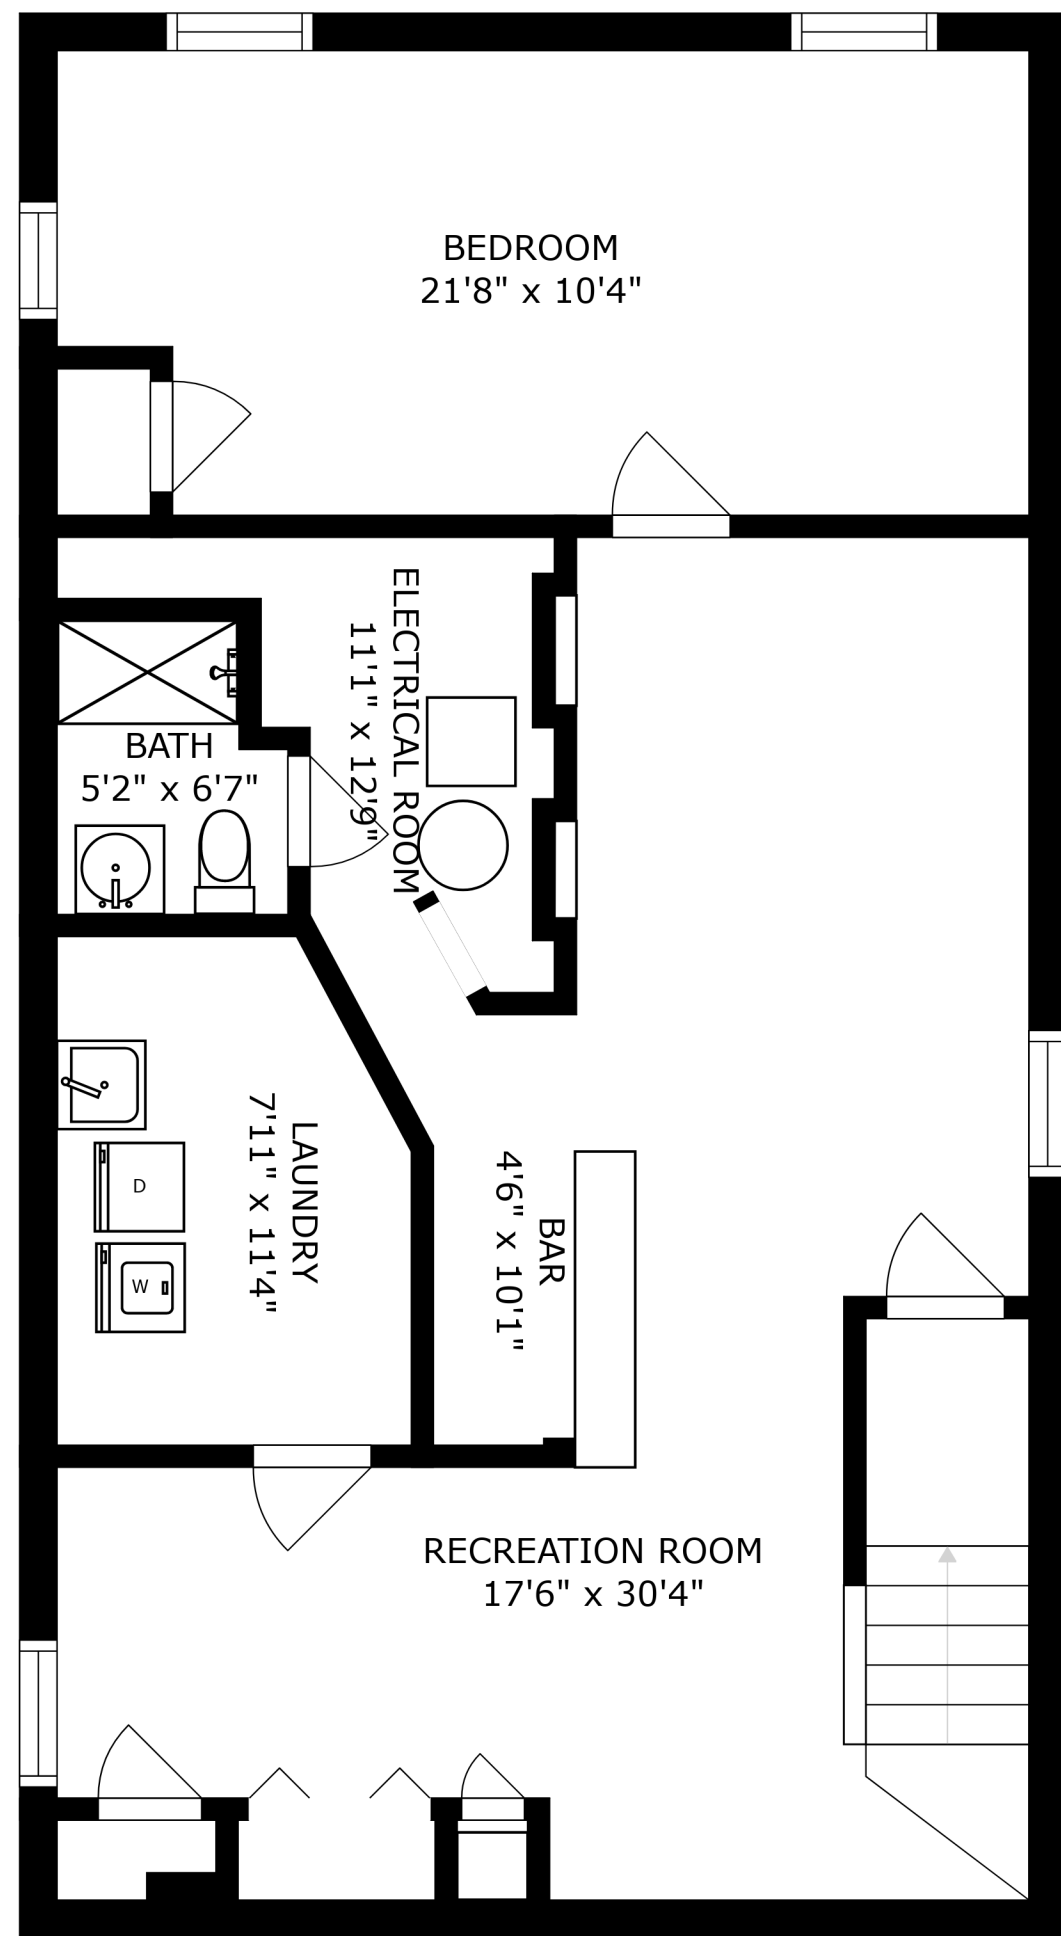 BEDROOM
21'8" x 10'4"
ELECTRICAL ROOM
11'1" x 12'9"
BATH
5'2" x 6'7"
LAUNDRY
7'11" x 11'4"
D
W
BAR
4'6" x 10'1"
RECREATION ROOM
17'6" x 30'4"